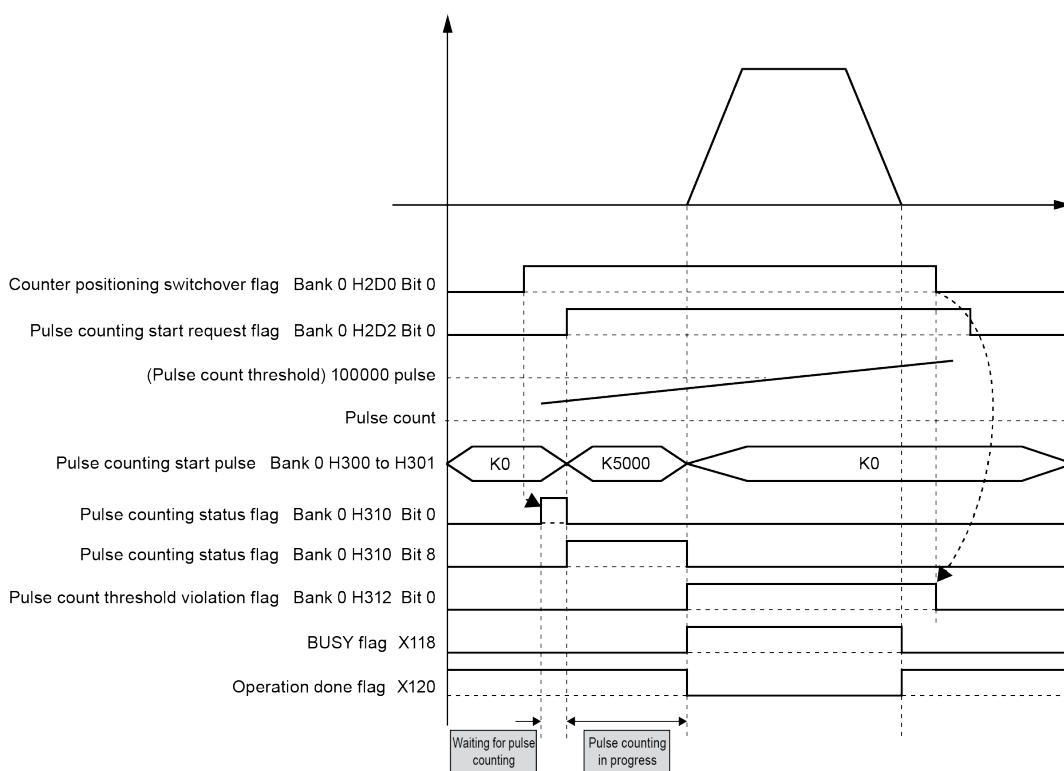 Counter positioning switchover flag Bank 0 H2D0 Bit 0
Pulse counting start request flag Bank 0 H2D2 Bit 0
(Pulse count threshold) 100000 pulse
Pulse count
Pulse counting start pulse Bank 0 H300 to H301
K0 K5000 K0
Pulse counting status flag Bank 0 H310 Bit 0
Pulse counting status flag Bank 0 H310 Bit 8
Pulse count threshold violation flag Bank 0 H312 Bit 0
BUSY flag X118
Operation done flag X120
Waiting for pulse
counting
Pulse counting
in progress